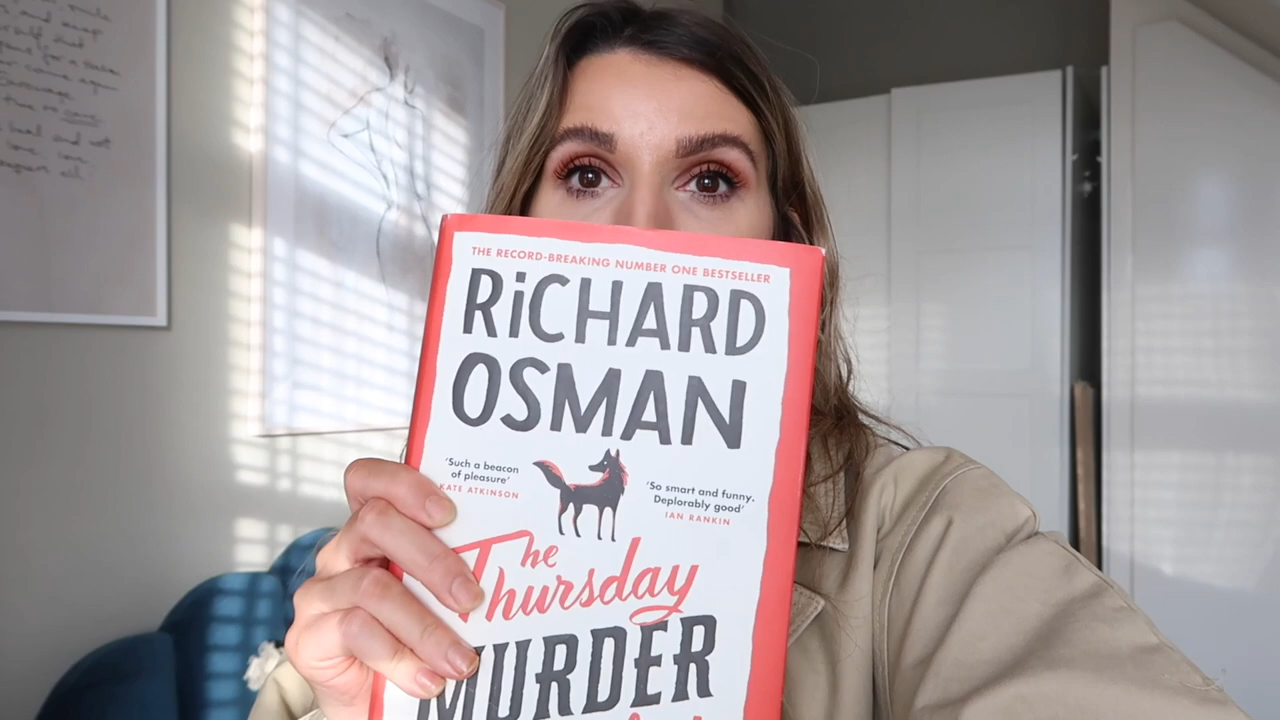 THE RECORD-BREAKING NUMBER ONE BESTSELLER
RiCHARD
OSMAN
‘Such a beacon
of pleasure’
KATE ATKINSON
‘So smart and funny.
Deplorably good’
IAN RANKIN
The
Thursday
MURDER